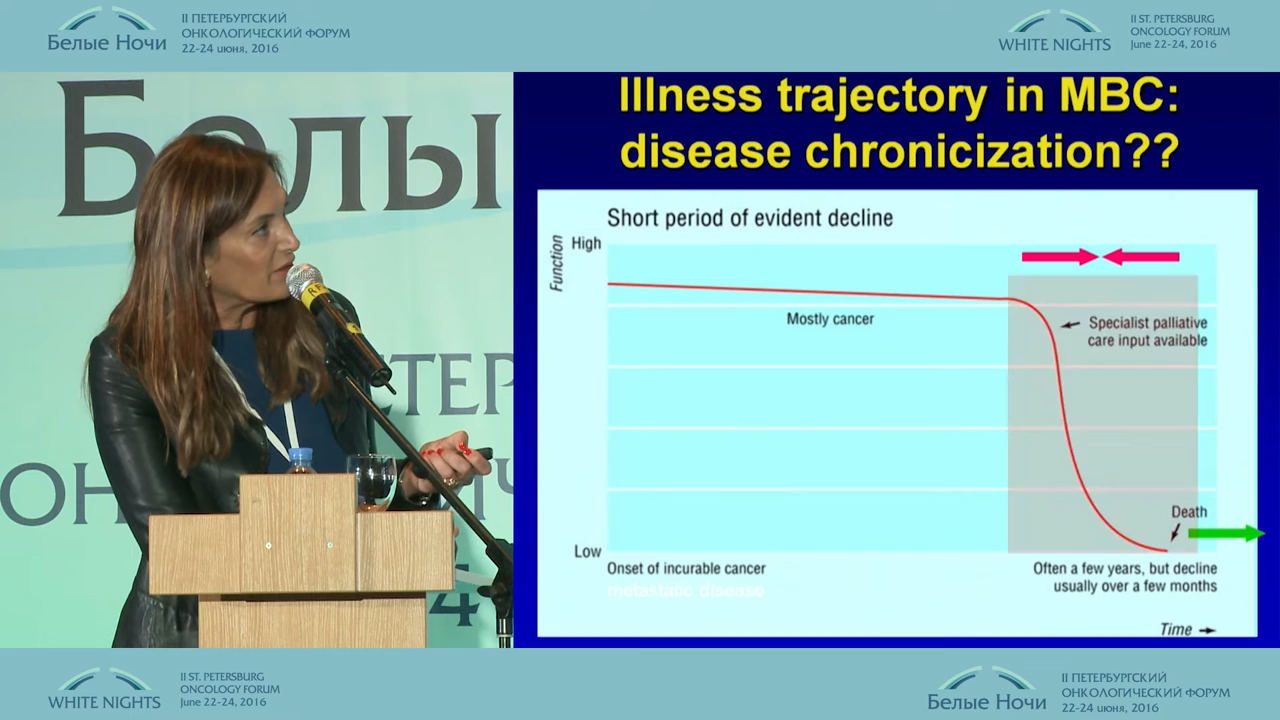 Белые Ночи
II ПЕТЕРБУРГСКИЙ
ОНКОЛОГИЧЕСКИЙ ФОРУМ
22-24 июня, 2016
WHITE NIGHTS
II ST. PETERSBURG
ONCOLOGY FORUM
June 22-24, 2016
Белы
ТЕР
ОН
Illness trajectory in MBC:
disease chronicization??
Short period of evident decline
High
Function
Mostly cancer
Specialist palliative
care input available
Death
Low
Onset of incurable cancer
metastatic disease
Often a few years, but decline
usually over a few months
Time
WHITE NIGHTS
II ST. PETERSBURG
ONCOLOGY FORUM
June 22-24, 2016
Белые Ночи
II ПЕТЕРБУРГСКИЙ
ОНКОЛОГИЧЕСКИЙ ФОРУМ
22-24 июня, 2016